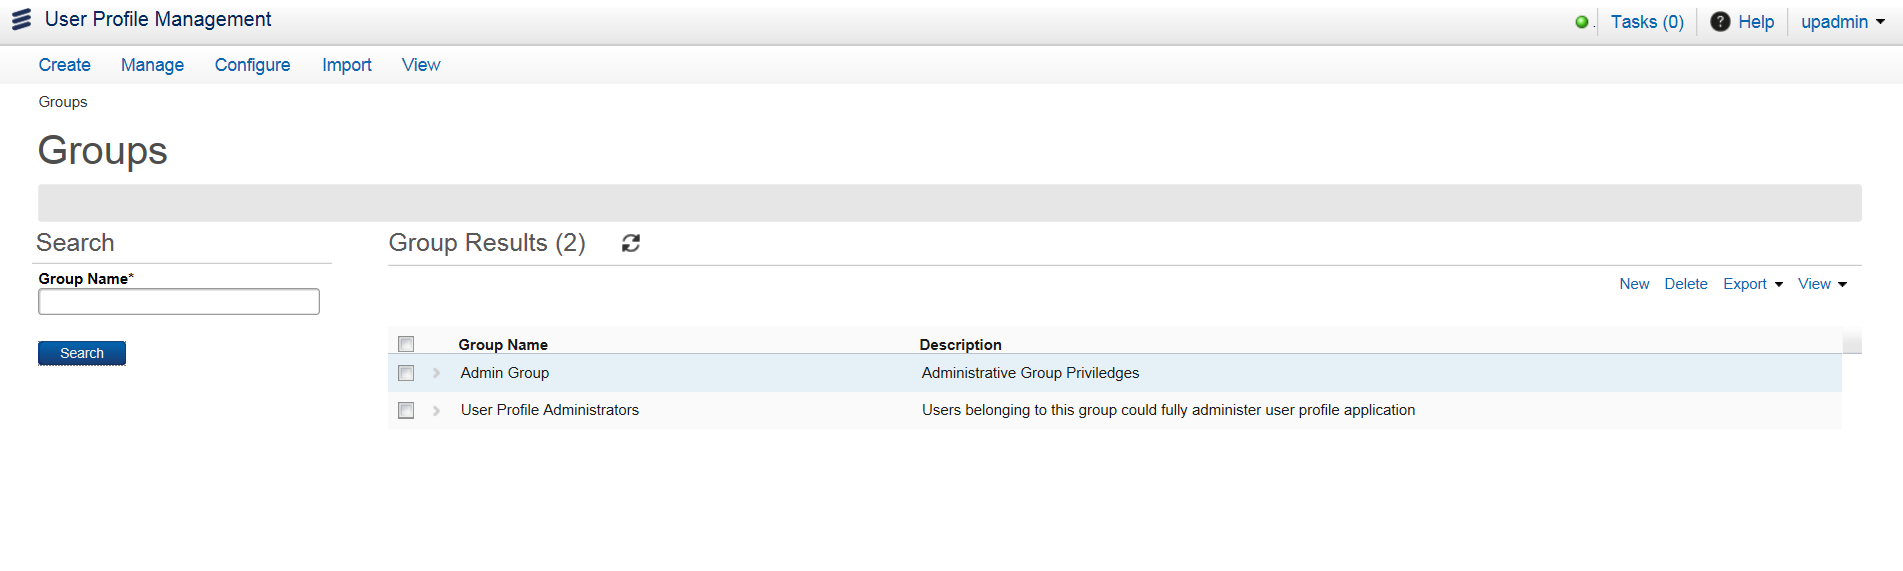 User Profile Management
Tasks (0)
? Help
upadmin
Create Manage Configure Import View
Groups
Groups
Search
Group Name*
Search
Group Results (2)
New Delete Export View
Group Name Description
Admin Group Administrative Group Priviledges
User Profile Administrators Users belonging to this group could fully administer user profile application